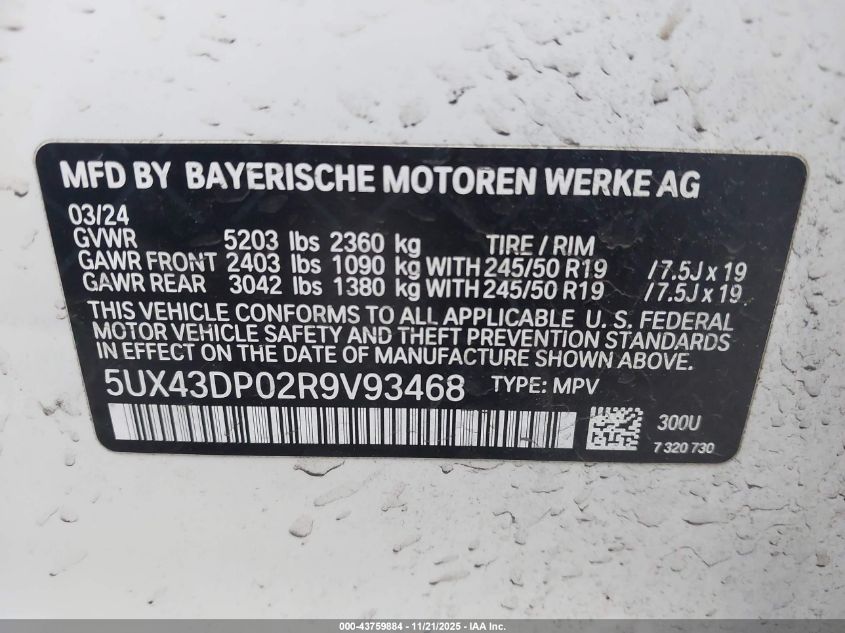 MFD BY BAYERISCHE MOTOREN WERKE AG
03/24
GVWR 5203 lbs 2360 kg TIRE / RIM
GAWR FRONT 2403 lbs 1090 kg WITH 245/50 R19 /7.5J x 19
GAWR REAR 3042 lbs 1380 kg WITH 245/50 R19 /7.5J x 19
THIS VEHICLE CONFORMS TO ALL APPLICABLE U. S. FEDERAL
MOTOR VEHICLE SAFETY AND THEFT PREVENTION STANDARDS
IN EFFECT ON THE DATE OF MANUFACTURE SHOWN ABOVE.
5UX43DP02R9V93468 TYPE: MPV
300U
7 320 730
000-43759884 - 11/21/2025 - IAA Inc.